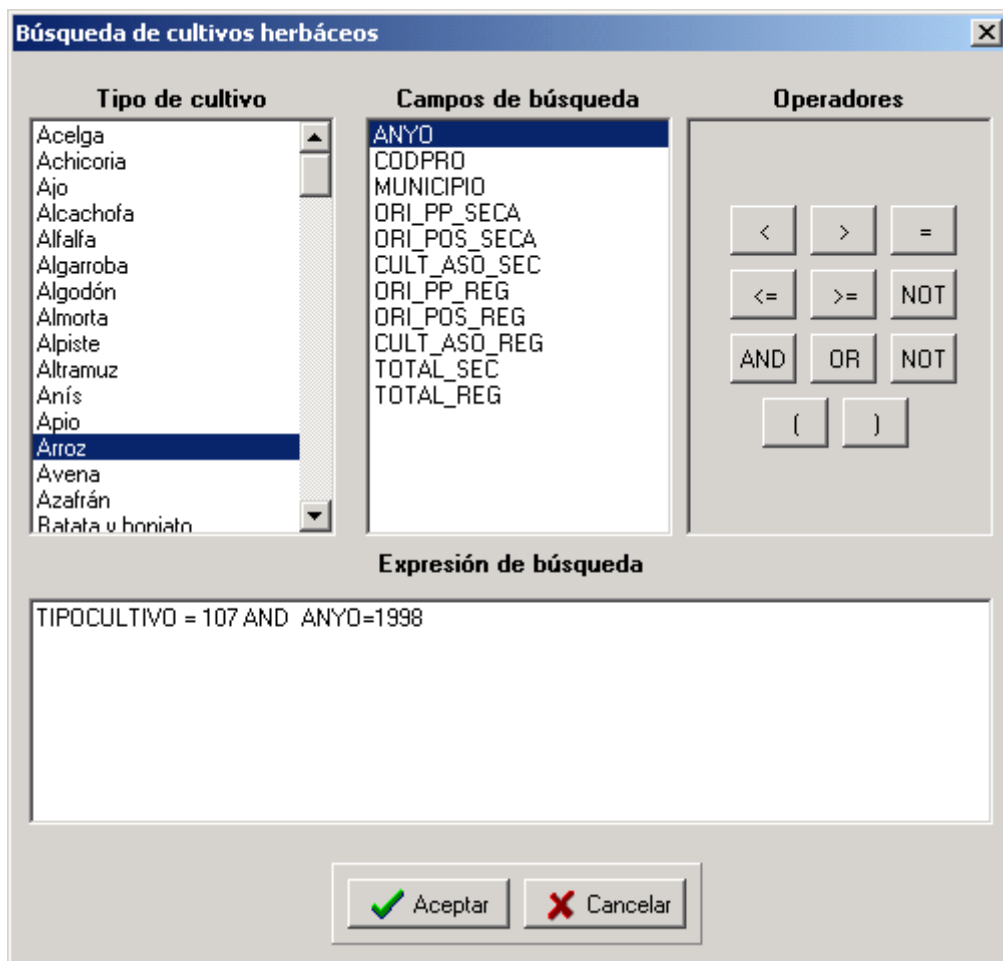 Búsqueda de cultivos herbáceos
Tipo de cultivo
Acelga
Achicoria
Ajo
Alcachofa
Alfalfa
Algarroba
Algodón
Almorta
Alpiste
Altramuz
Anís
Apio
Arroz
Avena
Azafrán
Batata y boniato
Campos de búsqueda
ANYO
CODPRO
MUNICIPIO
ORI_PP_SECA
ORI_POS_SECA
CULT_ASO_SEC
ORI_PP_REG
ORI_POS_REG
CULT_ASO_REG
TOTAL_SEC
TOTAL_REG
Operadores
< > =
<= >= NOT
AND OR NOT
( )
Expresión de búsqueda
TIPOCULTIVO = 107 AND ANYO=1998
Aceptar Cancelar